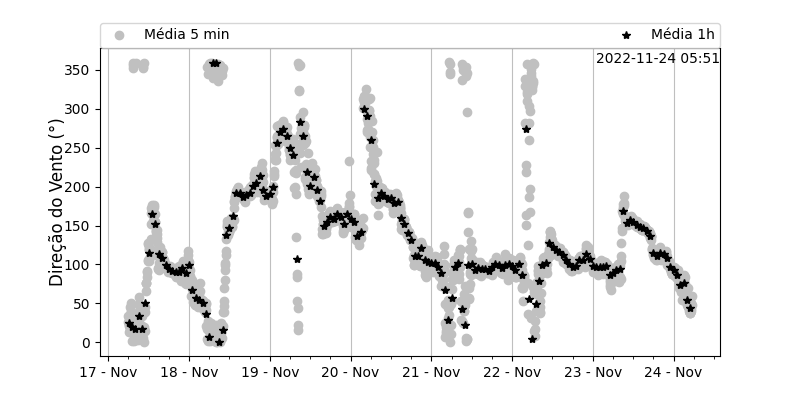 Média 5 min
Média 1h
2022-11-24 05:51
Direção do Vento (°)
350
300
250
200
150
100
50
0
17 - Nov
18 - Nov
19 - Nov
20 - Nov
21 - Nov
22 - Nov
23 - Nov
24 - Nov